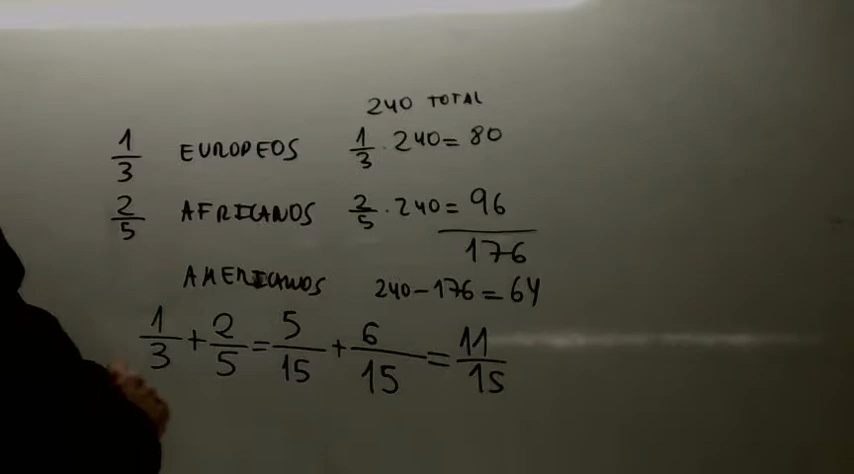 240 TOTAL
1/3 EUROPEOS 1/3 · 240 = 80
2/5 AFRICANOS 2/5 · 240 = 96
176
AMERICANOS 240 - 176 = 64
1/3 + 2/5 = 5/15 + 6/15 = 11/15